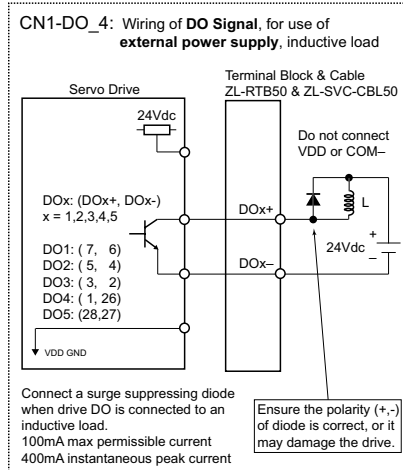 CN1-DO_4: Wiring of DO Signal, for use of
external power supply, inductive load
Terminal Block & Cable
ZL-RTB50 & ZL-SVC-CBL50
Servo Drive
24Vdc
Do not connect
VDD or COM–
DOx: (DOx+, DOx-)
x = 1,2,3,4,5
DOx+
L
DO1: ( 7, 6)
DO2: ( 5, 4)
DO3: ( 3, 2)
DO4: ( 1, 26)
DO5: (28,27)
24Vdc
+
–
DOx–
VDD GND
Connect a surge suppressing diode
when drive DO is connected to an
inductive load.
100mA max permissible current
400mA instantaneous peak current
Ensure the polarity (+,-)
of diode is correct, or it
may damage the drive.